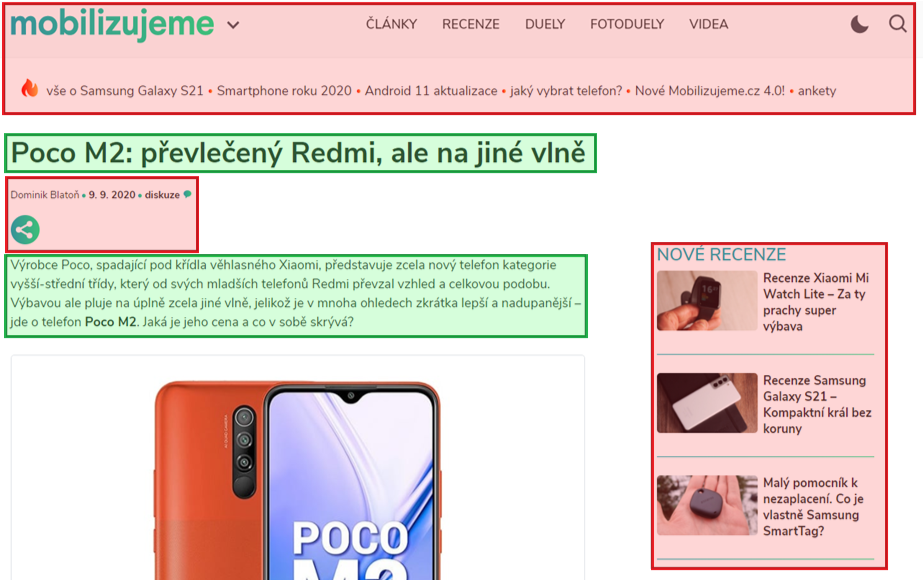 mobilizujeme
ČLÁNKY RECENZE DUELY FOTODUELY VIDEA
vše o Samsung Galaxy S21 • Smartphone roku 2020 • Android 11 aktualizace • jaký vybrat telefon? • Nové Mobilizujeme.cz 4.0! • ankety
Poco M2: převlečený Redmi, ale na jiné vlně
Dominik Blatoň • 9. 9. 2020 • diskuze
Výrobce Poco, spadající pod křídla věhlasného Xiaomi, představuje zcela nový telefon kategorie
vyšší-střední třídy, který od svých mladších telefonů Redmi převzal vzhled a celkovou podobu.
Výbavou ale pluje na úplně zcela jiné vlně, jelikož je v mnoha ohledech zkrátka lepší a nadupanější –
jde o telefon Poco M2. Jaká je jeho cena a co v sobě skrývá?
POCO
M2
NOVÉ RECENZE
Recenze Xiaomi Mi
Watch Lite – Za ty
prachy super
výbava
Recenze Samsung
Galaxy S21 –
Kompaktní král bez
koruny
Malý pomocník k
nezaplacení. Co je
vlastně Samsung
SmartTag?